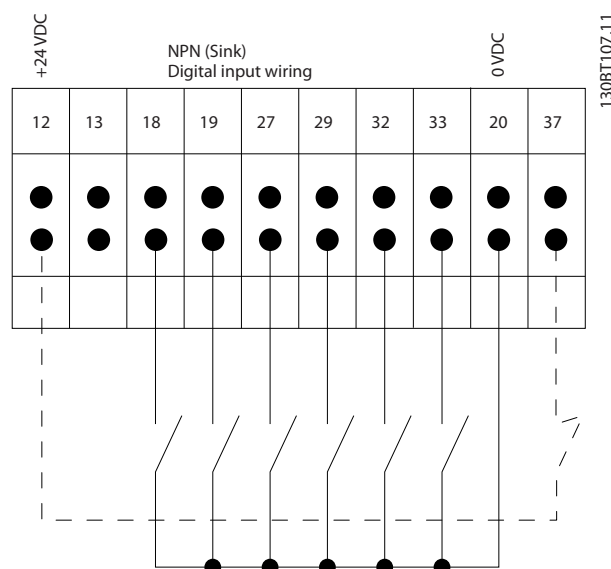 +24 VDC
NPN (Sink)
Digital input wiring
0 VDC
130BT107.11
12 13 18 19 27 29 32 33 20 37